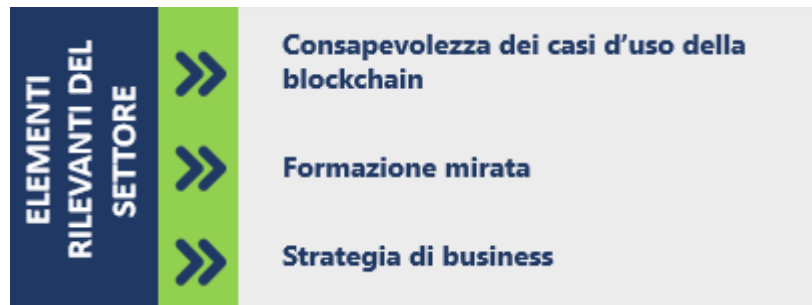 ELEMENTI
RILEVANTI DEL
SETTORE
Consapevolezza dei casi d'uso della
blockchain
Formazione mirata
Strategia di business